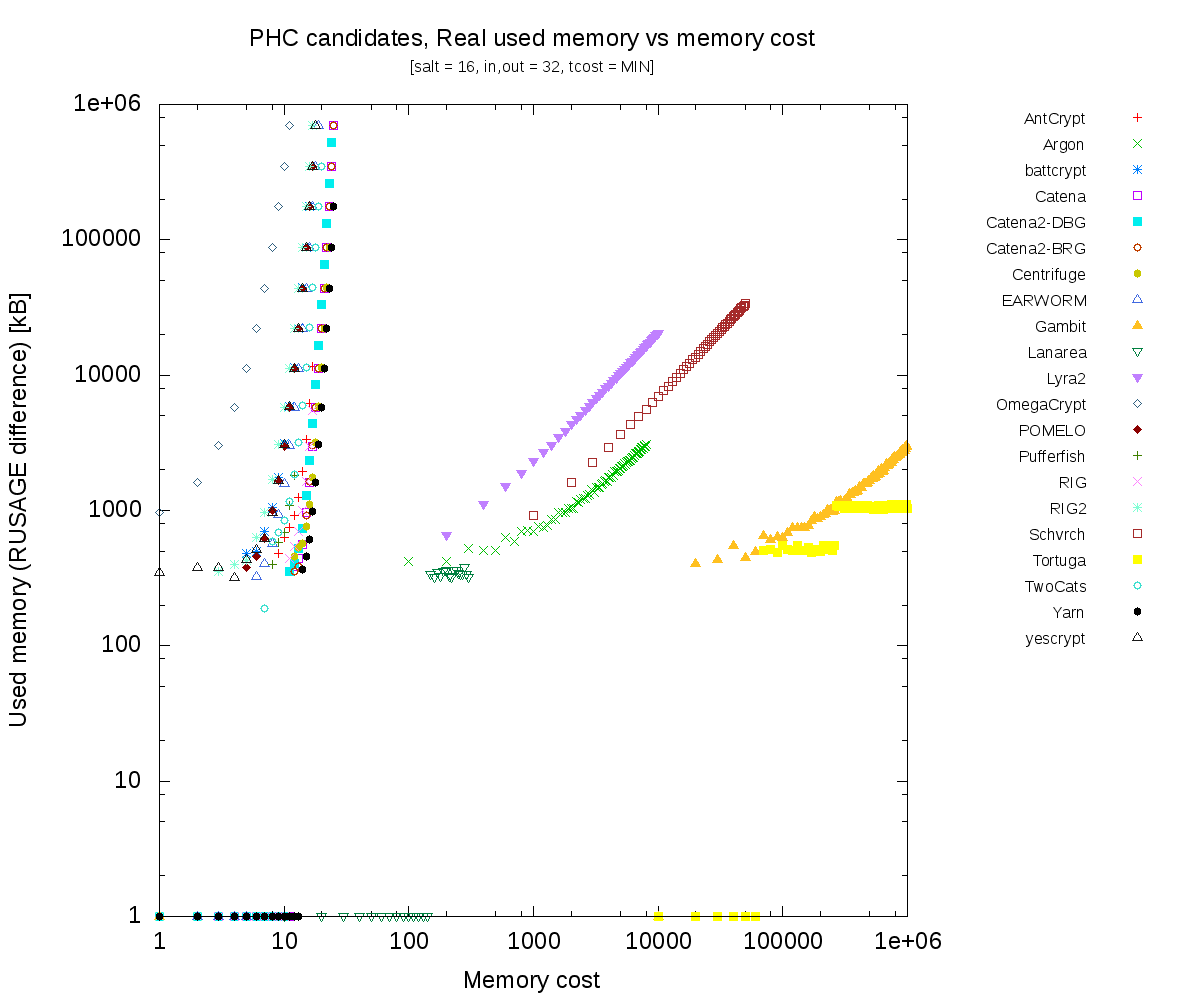 PHC candidates, Real used memory vs memory cost
[salt = 16, in,out = 32, tcost = MIN]
Used memory (RUSAGE difference) [kB]
1e+06
100000
10000
1000
100
10
1
1 10 100 1000 10000 100000 1e+06
Memory cost
AntCrypt
Argon
battcrypt
Catena
Catena2-DBG
Catena2-BRG
Centrifuge
EARWORM
Gambit
Lanarea
Lyra2
OmegaCrypt
POMELO
Pufferfish
RIG
RIG2
Schvrch
Tortuga
TwoCats
Yarn
yescrypt